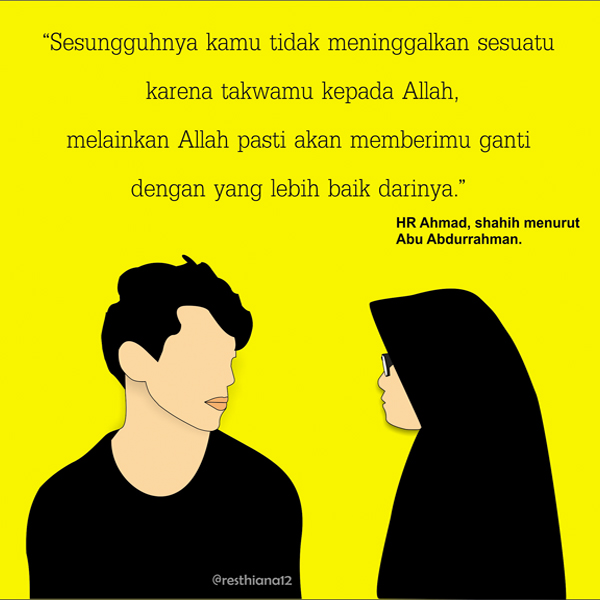 “Sesungguhnya kamu tidak meninggalkan sesuatu
karena takwamu kepada Allah,
melainkan Allah pasti akan memberimu ganti
dengan yang lebih baik darinya.”
HR Ahmad, shahih menurut
Abu Abdurrahman.
@resthiana12